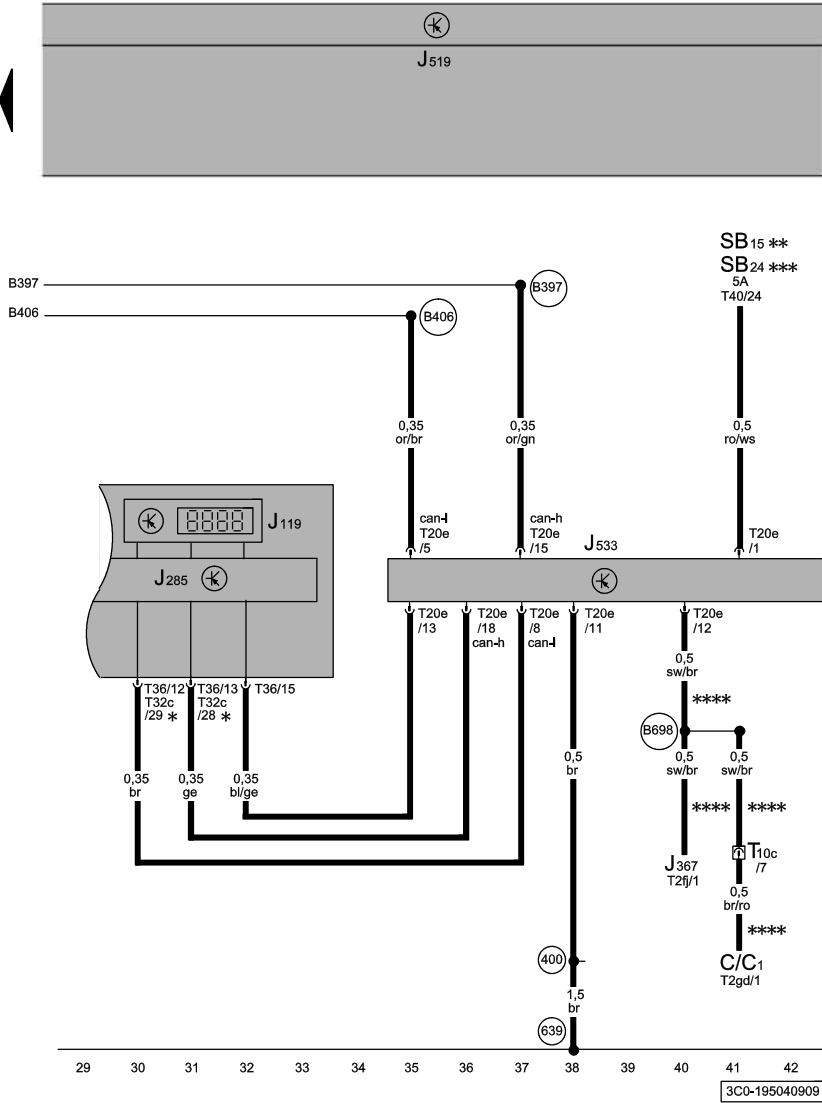 J519
SB15 **
SB24 ***
5A
T40/24
B397
B397
B406
B406
0,35
or/br
0,35
or/gn
0,5
ro/ws
can-l
T20e
/5
can-h
T20e
/15
J533
T20e
/1
8888
J119
J285
T20e
/13
T20e
/18
can-h
T20e
/8
can-l
T20e
/11
T20e
/12
T36/12
T32c
/29 *
T36/13
T32c
/28 *
T36/15
0,5
sw/br
****
B698
0,35
br
0,35
ge
0,35
bl/ge
0,5
br
0,5
sw/br
0,5
sw/br
****
****
J367
T2fj/1
T10c
/7
0,5
br/ro
****
C/C1
T2gd/1
400
1,5
br
639
29 30 31 32 33 34 35 36 37 38 39 40 41 42
3C0-195040909